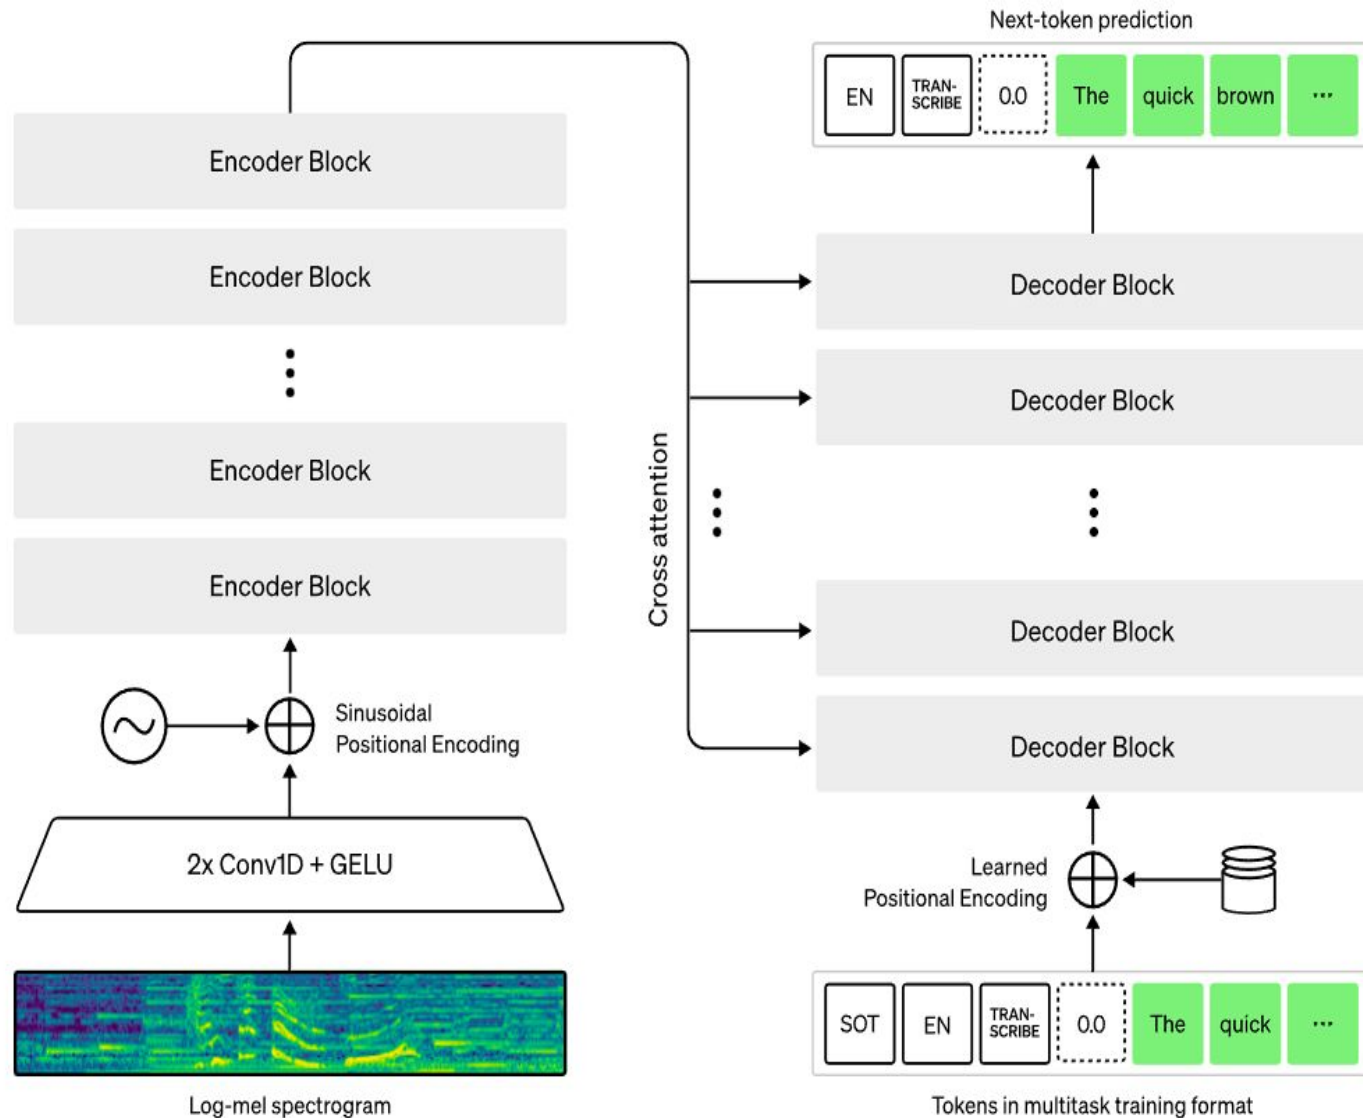 Next-token prediction
EN
TRAN-
SCRIBE
0.0
The
quick
brown
...
Encoder Block
Encoder Block
Encoder Block
Encoder Block
Sinusoidal
Positional Encoding
2x Conv1D + GELU
Log-mel spectrogram
Cross attention
Decoder Block
Decoder Block
Decoder Block
Decoder Block
Learned
Positional Encoding
SOT
EN
TRAN-
SCRIBE
0.0
The
quick
...
Tokens in multitask training format